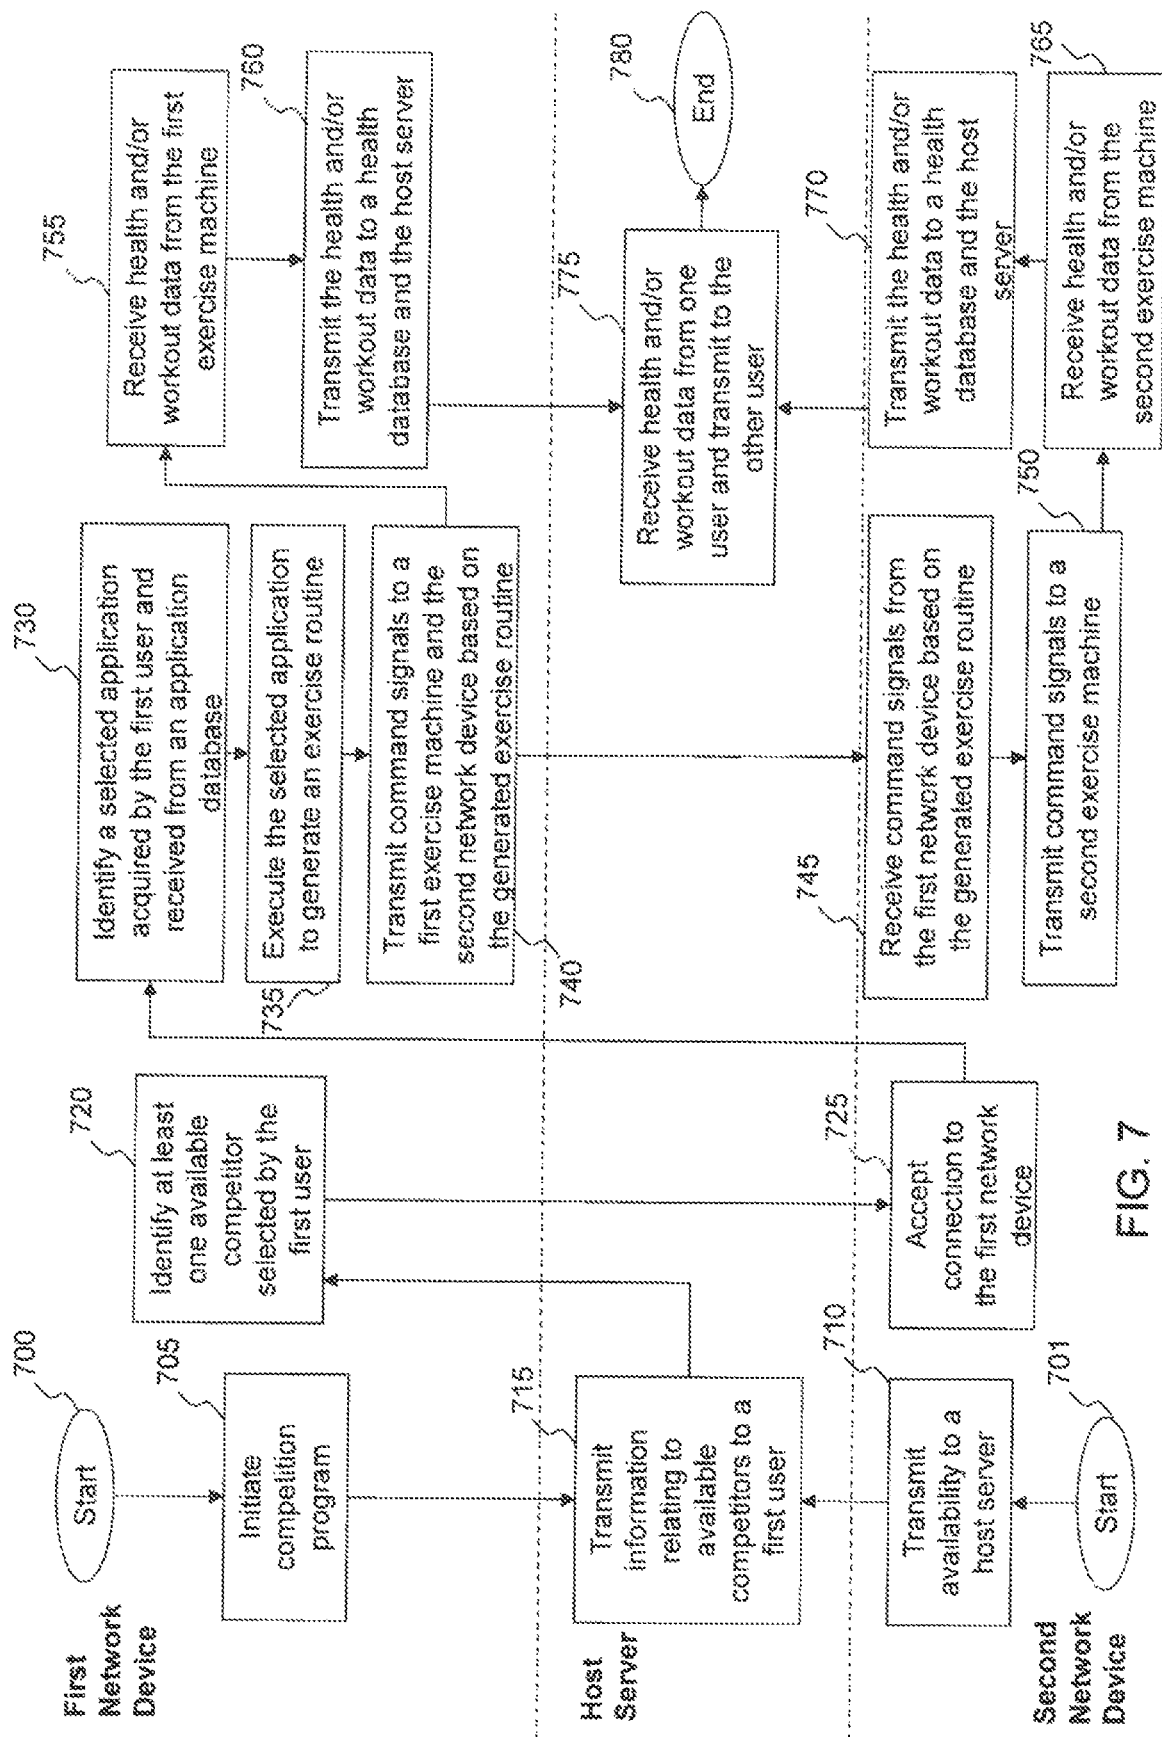 First
Network
Device
700
Start
705
Initiate
competition
program
720
Identify at least
one available
competitor
selected by the
first user
730
Identify a selected application
acquired by the first user and
received from an application
database
735
Execute the selected application
to generate an exercise routine
Transmit command signals to a
first exercise machine and the
second network device based on
the generated exercise routine
740
755
Receive health and/or
workout data from the first
exercise machine
760
Transmit the health and/or
workout data to a health
database and the host server
Host
Server
715
Transmit
information
relating to
available
competitors to a
first user
775
Receive health and/or
workout data from one
user and transmit to the
other user
780
End
Second
Network
Device
701
Start
710
Transmit
availability to a
host server
725
Accept
connection to
the first network
device
745
Receive command signals from
the first network device based on
the generated exercise routine
750
Transmit command signals to a
second exercise machine
770
Transmit the health and/or
workout data to a health
database and the host
server
765
Receive health and/or
workout data from the
second exercise machine
FIG. 7